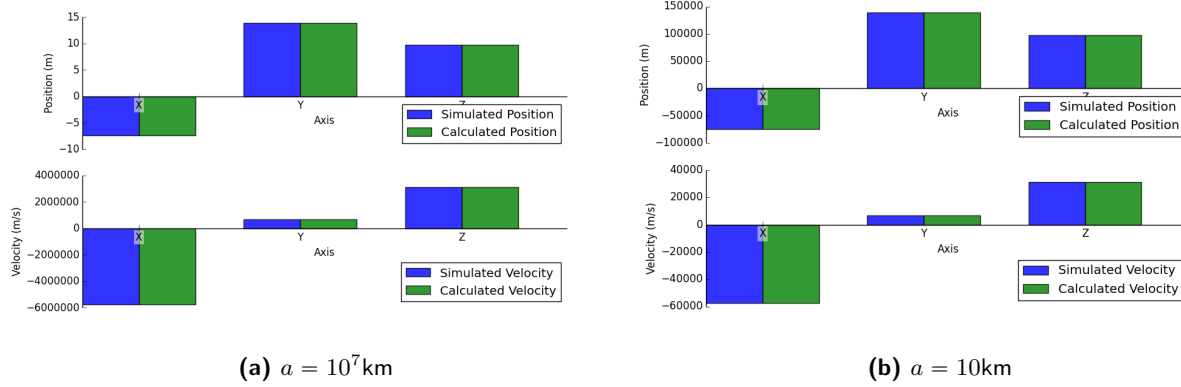 15
10
5
0
−5
−10
Position (m)
X
Y
Z
Axis
Simulated Position
Calculated Position
4000000
2000000
0
−2000000
−4000000
−6000000
Velocity (m/s)
X
Y
Z
Axis
Simulated Velocity
Calculated Velocity
(a) a = 10⁷km
150000
100000
50000
0
−50000
−100000
Position (m)
X
Y
Z
Axis
Simulated Position
Calculated Position
40000
20000
0
−20000
−40000
−60000
Velocity (m/s)
X
Y
Z
Axis
Simulated Velocity
Calculated Velocity
(b) a = 10km